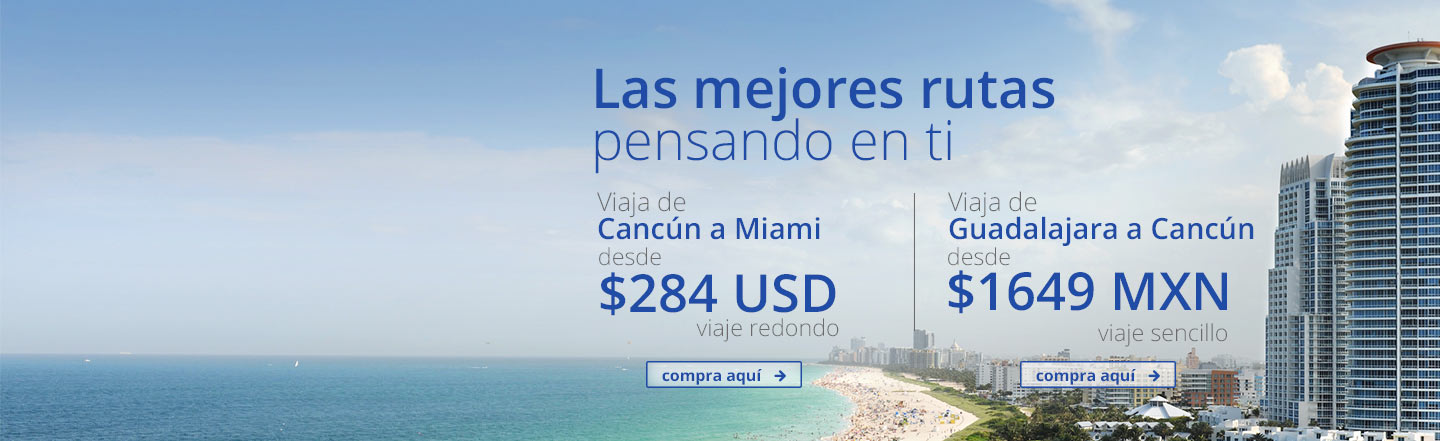 Las mejores rutas
pensando en ti
Viaja de
Cancún a Miami
desde
$284 USD
viaje redondo
compra aquí
Viaja de
Guadalajara a Cancún
desde
$1649 MXN
viaje sencillo
compra aquí